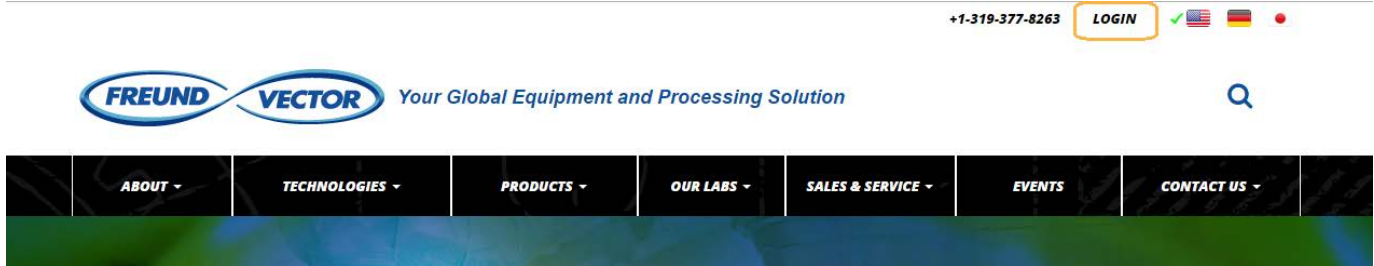 +1-319-377-8263 LOGIN
FREUND VECTOR Your Global Equipment and Processing Solution
ABOUT TECHNOLOGIES PRODUCTS OUR LABS SALES & SERVICE EVENTS CONTACT US